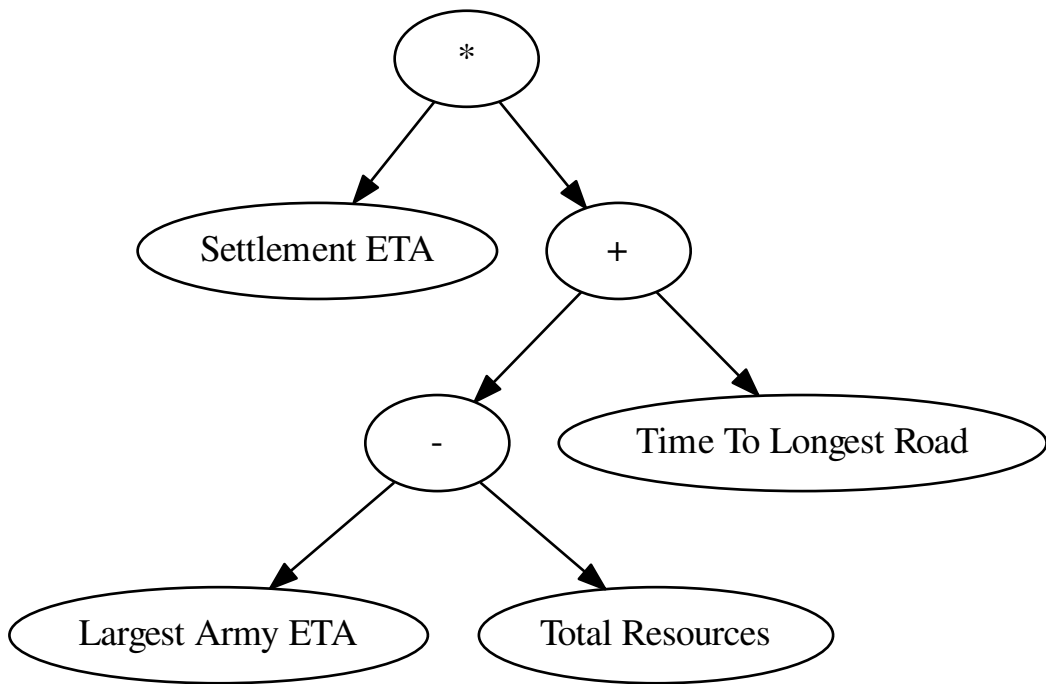 *
Settlement ETA
+
-
Time To Longest Road
Largest Army ETA
Total Resources